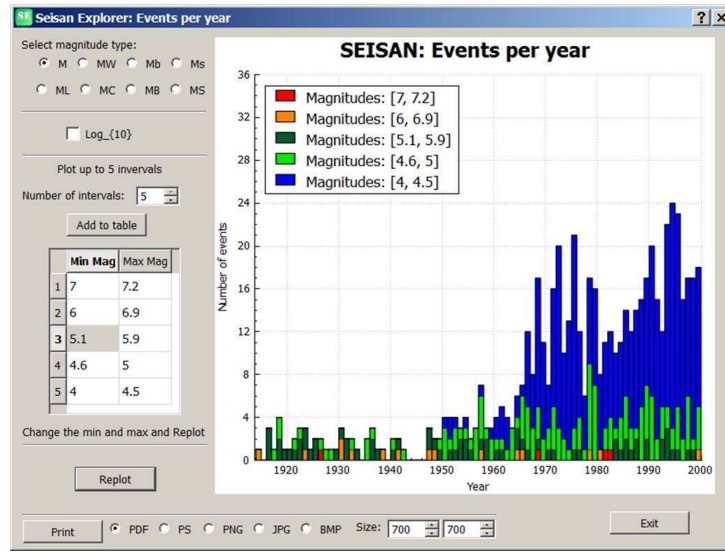 SE Seisan Explorer: Events per year
Select magnitude type:
M MW Mb Ms
ML MC MB MS
Log_{10}
Plot up to 5 invervals
Number of intervals: 5
Add to table
Min Mag Max Mag
1 7 7.2
2 6 6.9
3 5.1 5.9
4 4.6 5
5 4 4.5
Change the min and max and Replot
Replot
SEISAN: Events per year
Magnitudes: [7, 7.2]
Magnitudes: [6, 6.9]
Magnitudes: [5.1, 5.9]
Magnitudes: [4.6, 5]
Magnitudes: [4, 4.5]
Number of events
36
32
28
24
20
16
12
8
4
0
1920 1930 1940 1950 1960 1970 1980 1990 2000
Year
Print PDF PS PNG JPG BMP Size: 700 700
Exit